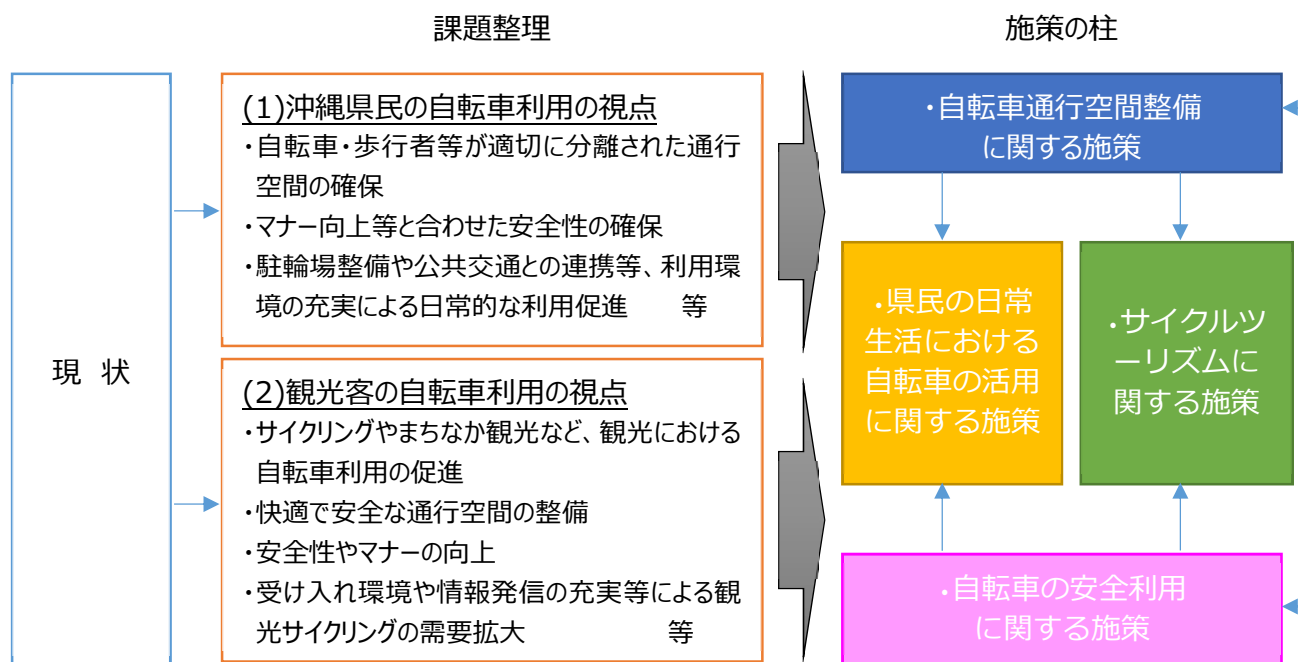 課題整理
施策の柱
現 状
(1)沖縄県民の自転車利用の視点
・自転車・歩行者等が適切に分離された通行
空間の確保
・マナー向上等と合わせた安全性の確保
・駐輪場整備や公共交通との連携等、利用環
境の充実による日常的な利用促進 等
(2)観光客の自転車利用の視点
・サイクリングやまちなか観光など、観光における
自転車利用の促進
・快適で安全な通行空間の整備
・安全性やマナーの向上
・受け入れ環境や情報発信の充実等による観
光サイクリングの需要拡大 等
・自転車通行空間整備
に関する施策
・県民の日常
生活における
自転車の活用
に関する施策
・サイクルツ
ーリズムに
関する施策
・自転車の安全利用
に関する施策